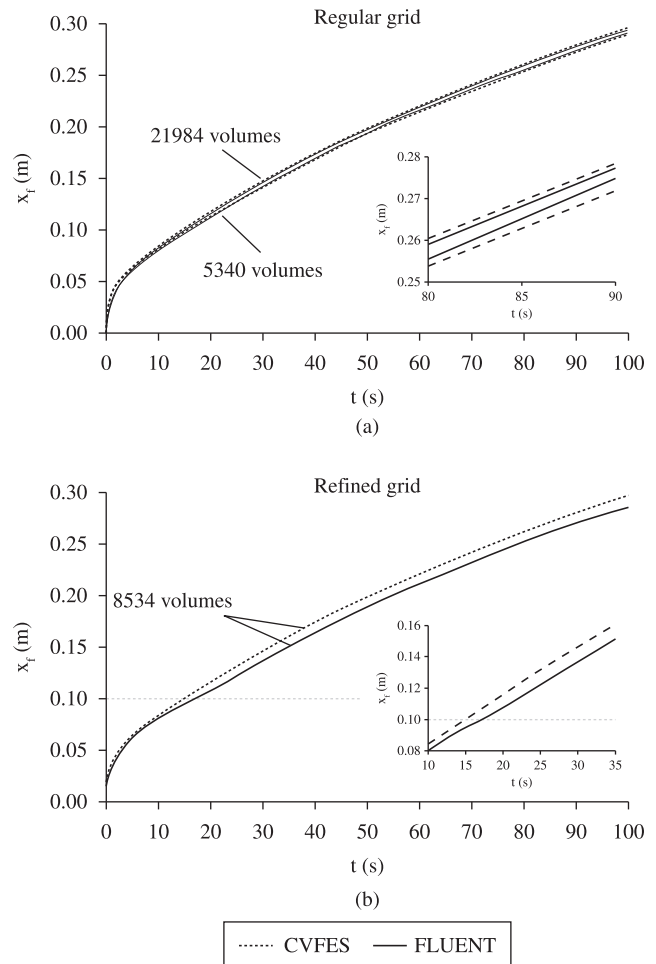 Regular grid
0.30
0.25
0.20
0.15
0.10
0.05
0.00
x_f (m)
21984 volumes
5340 volumes
0.28
0.27
0.26
0.25
x_f (m)
80 85 90
t (s)
0 10 20 30 40 50 60 70 80 90 100
t (s)
(a)
Refined grid
0.30
0.25
0.20
0.15
0.10
0.05
0.00
x_f (m)
8534 volumes
0.16
0.14
0.12
0.10
0.08
x_f (m)
10 15 20 25 30 35
t (s)
0 10 20 30 40 50 60 70 80 90 100
t (s)
(b)
CVFES FLUENT